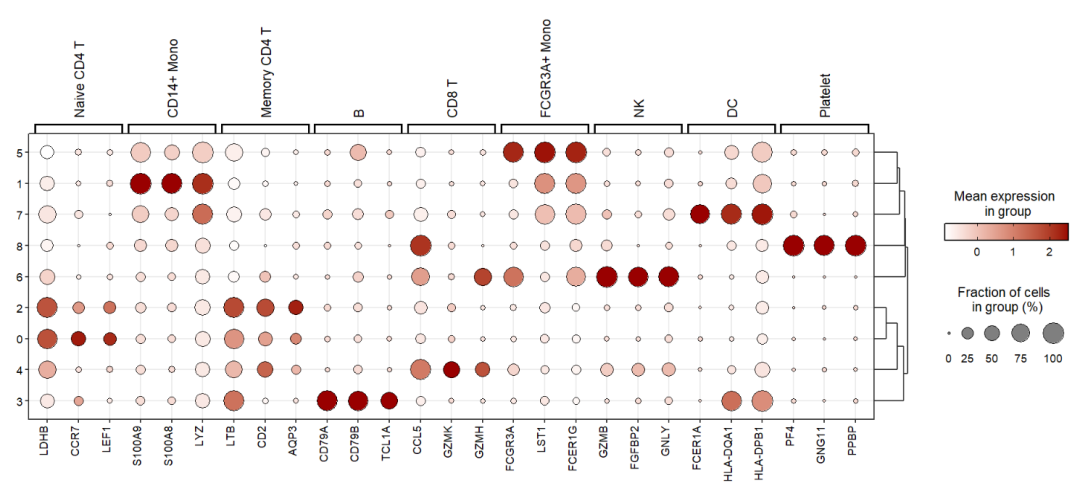 Naive CD4 T
CD14+ Mono
Memory CD4 T
B
CD8 T
FCGR3A+ Mono
NK
DC
Platelet
5
1
7
8
6
2
0
4
3
LDHB
CCR7
LEF1
S100A9
S100A8
LYZ
LTB
CD2
AQP3
CD79A
CD79B
TCL1A
CCL5
GZMK
GZMH
FCGR3A
LST1
FCER1G
GZMB
FGFBP2
GNLY
FCER1A
HLA-DQA1
HLA-DPB1
PF4
GNG11
PPBP
Mean expression
in group
0 1 2
Fraction of cells
in group (%)
0 25 50 75 100